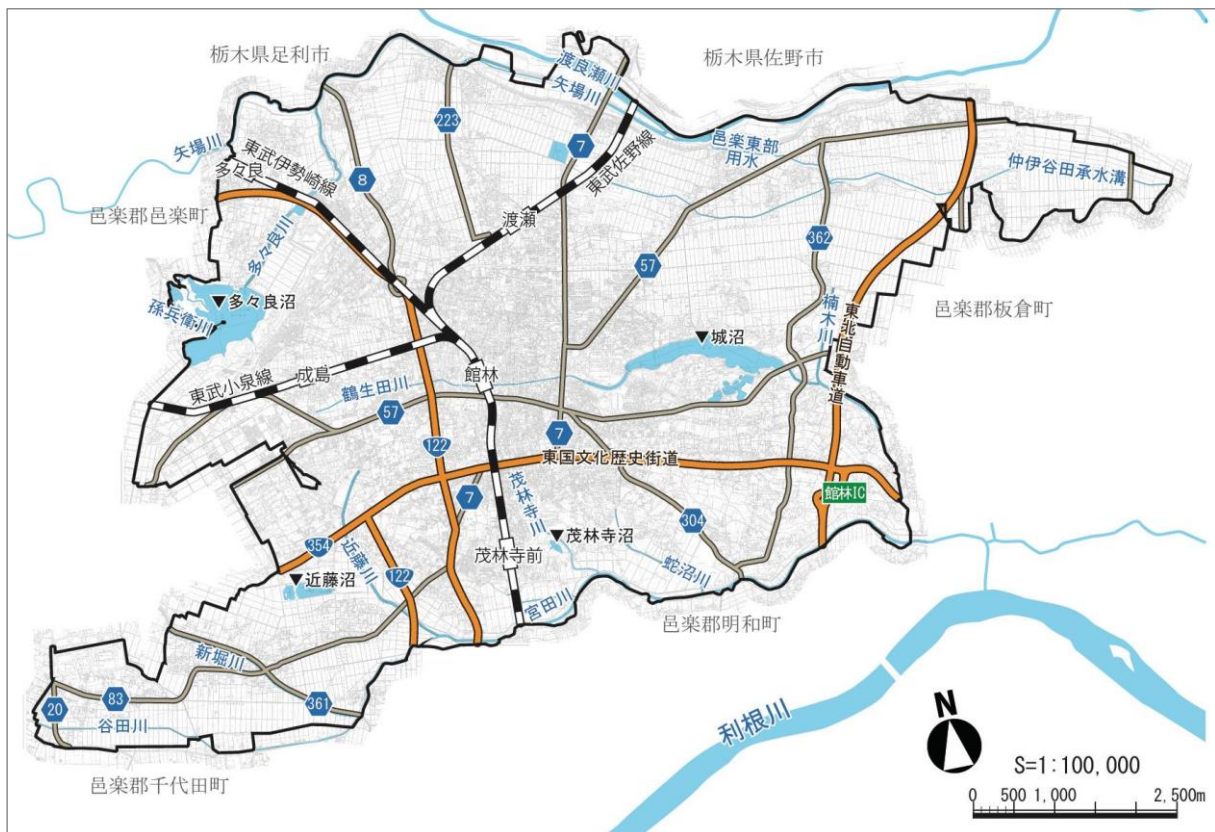 栃木県足利市
栃木県佐野市
渡良瀬川
矢場川
223
7
東武佐野線
邑楽東部
用水
仲伊谷田承水溝
矢場川
東武伊勢崎線
多々良
8
邑楽郡邑楽町
多々良川
渡瀬
57
362
邑楽郡板倉町
▼多々良沼
孫兵衛川
楠木川
東北自動車道
▼城沼
東武小泉線
成島
館林
鶴生田川
57
122
7
東国文化歴史街道
館林IC
7
茂林寺川
304
354
近藤川
122
茂林寺前
▼茂林寺沼
蛇沼川
▼近藤沼
宮田川
邑楽郡明和町
新堀川
83
20
361
谷田川
利根川
邑楽郡千代田町
N
S=1:100,000
0 500 1,000 2,500m